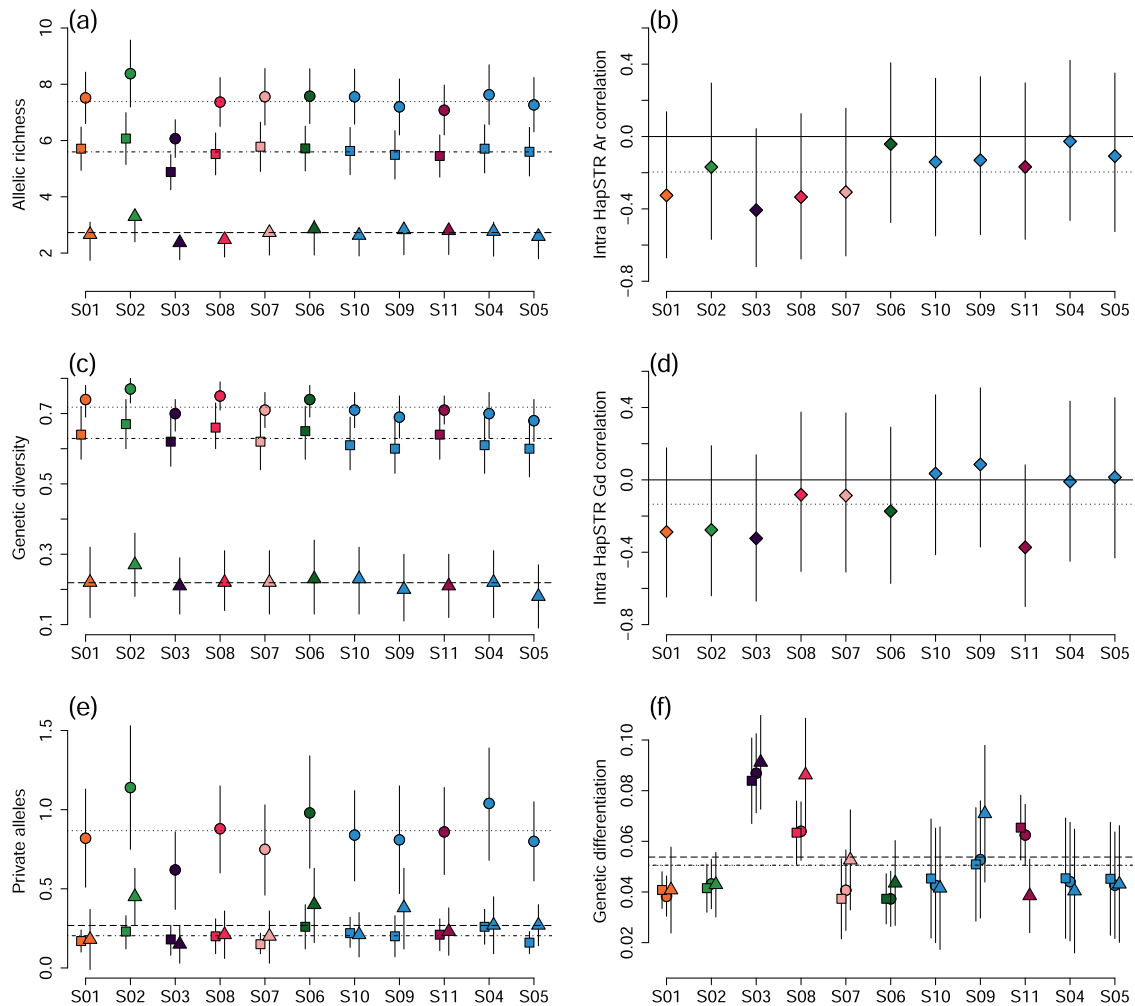 (a)
Allelic richness
10
8
6
4
2
S01 S02 S03 S08 S07 S06 S10 S09 S11 S04 S05
(b)
Intra HapSTR Ar correlation
0.4
0.0
−0.4
−0.8
S01 S02 S03 S08 S07 S06 S10 S09 S11 S04 S05
(c)
Genetic diversity
0.7
0.5
0.3
0.1
S01 S02 S03 S08 S07 S06 S10 S09 S11 S04 S05
(d)
Intra HapSTR Gd correlation
0.4
0.0
−0.4
−0.8
S01 S02 S03 S08 S07 S06 S10 S09 S11 S04 S05
(e)
Private alleles
1.5
1.0
0.5
0.0
S01 S02 S03 S08 S07 S06 S10 S09 S11 S04 S05
(f)
Genetic differentiation
0.10
0.08
0.06
0.04
0.02
S01 S02 S03 S08 S07 S06 S10 S09 S11 S04 S05